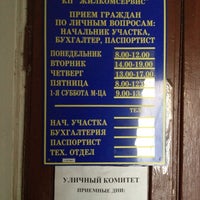 КП "ЖИЛКОМСЕРВИС"
ПРИЕМ ГРАЖДАН
ПО ЛИЧНЫМ ВОПРОСАМ:
НАЧАЛЬНИК УЧАСТКА,
БУХГАЛТЕР, ПАСПОРТИСТ
ПОНЕДЕЛЬНИК 8.00-12.00
ВТОРНИК 14.00-19.00
ЧЕТВЕРГ 13.00-17.00
ПЯТНИЦА 8.00-12.00
1-Я СУББОТА М-ЦА 9.00-13.00
ТЕЛ
НАЧ. УЧАСТКА
БУХГАЛТЕРИЯ
ПАСПОРТИСТ
ТЕХ. ОТДЕЛ
УЛИЧНЫЙ КОМИТЕТ
ПРИЕМНЫЕ ДНИ: